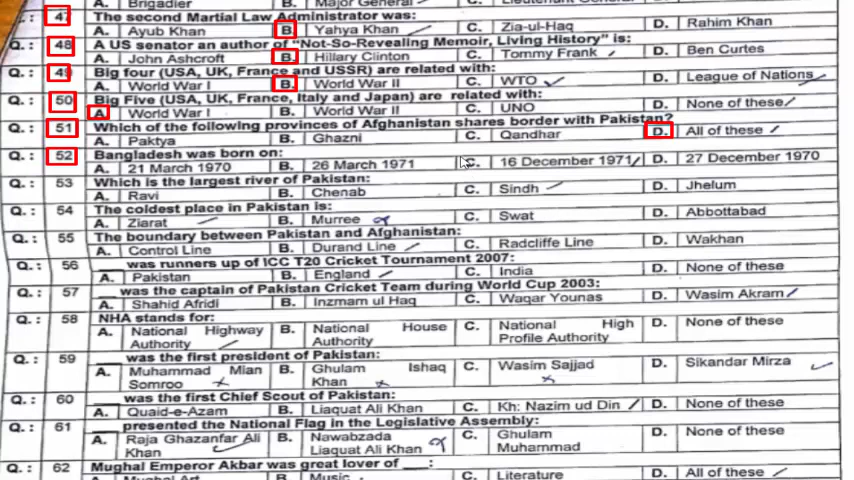 A. Brigadier B. Major General C. Lieutenant General
47 The second Martial Law Administrator was:
A. Ayub Khan B. Yahya Khan C. Zia-ul-Haq D. Rahim Khan
Q. : 48 A US senator an author of "Not-So-Revealing Memoir, Living History" is:
A. John Ashcroft B. Hillary Clinton C. Tommy Frank D. Ben Curtes
Q. : 49 Big four (USA, UK, France and USSR) are related with:
A. World War I B. World War II C. WTO D. League of Nations
Q. : 50 Big Five (USA, UK, France, Italy and Japan) are related with:
A. World War I B. World War II C. UNO D. None of these
Q. : 51 Which of the following provinces of Afghanistan shares border with Pakistan?
A. Paktya B. Ghazni C. Qandhar D. All of these
Q. : 52 Bangladesh was born on:
A. 21 March 1970 B. 26 March 1971 C. 16 December 1971 D. 27 December 1970
Q. : 53 Which is the largest river of Pakistan:
A. Ravi B. Chenab C. Sindh D. Jhelum
Q. : 54 The coldest place in Pakistan is:
A. Ziarat B. Murree C. Swat D. Abbottabad
Q. : 55 The boundary between Pakistan and Afghanistan:
A. Control Line B. Durand Line C. Radcliffe Line D. Wakhan
Q. : 56 ___ was runners up of ICC T20 Cricket Tournament 2007:
A. Pakistan B. England C. India D. None of these
Q. : 57 ___ was the captain of Pakistan Cricket Team during World Cup 2003:
A. Shahid Afridi B. Inzmam ul Haq C. Waqar Younas D. Wasim Akram
Q. : 58 NHA stands for:
A. National Highway B. National House C. National High D. None of these
Authority Authority Profile Authority
Q. : 59 ___ was the first president of Pakistan:
A. Muhammad Mian B. Ghulam Ishaq C. Wasim Sajjad D. Sikandar Mirza
Somroo Khan
Q. : 60 ___ was the first Chief Scout of Pakistan:
A. Quaid-e-Azam B. Liaquat Ali Khan C. Kh: Nazim ud Din D. None of these
Q. : 61 ___ presented the National Flag in the Legislative Assembly:
A. Raja Ghazanfar Ali B. Nawabzada C. Ghulam D. None of these
Khan Liaquat Ali Khan Muhammad
Q. : 62 Mughal Emperor Akbar was great lover of ___:
A. Mughal Art B. Music C. Literature D. All of these